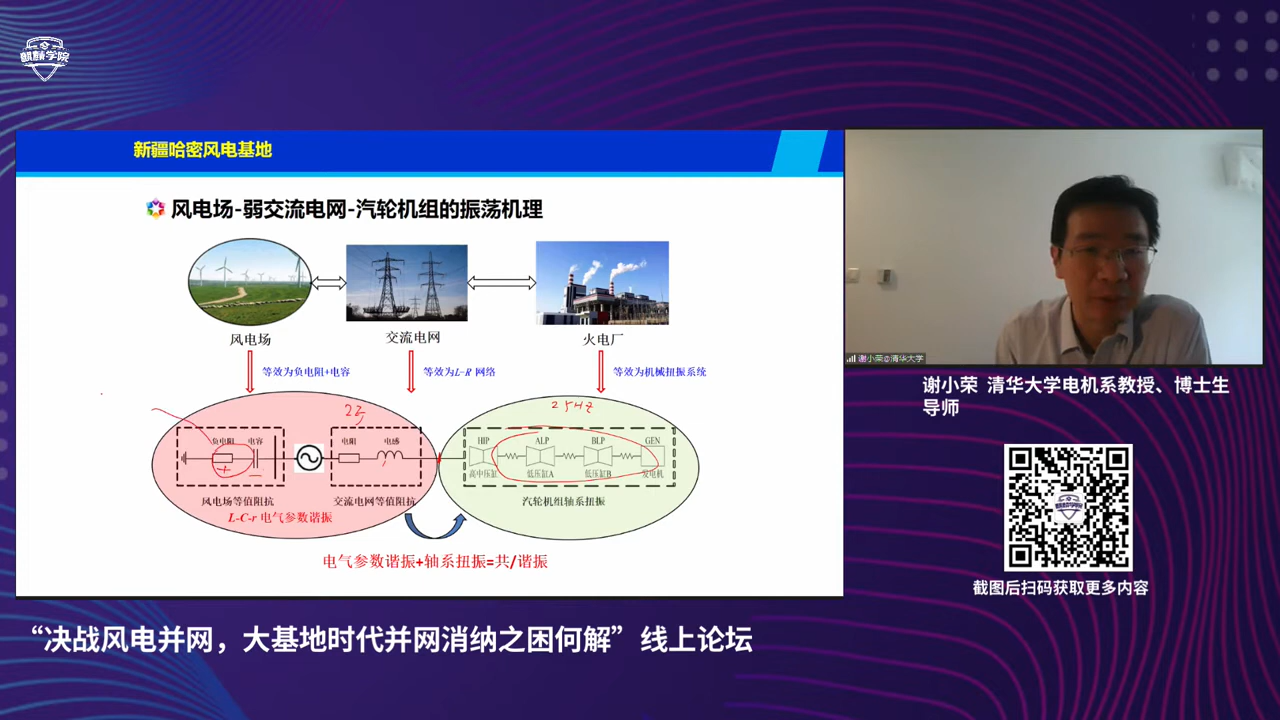 麒麟学院
新疆哈密风电基地
风电场-弱交流电网-汽轮机组的振荡机理
风电场
交流电网
火电厂
等效为负电阻+电容
等效为L-R 网络
等效为机械扭振系统
25Hz
负电阻 电容
电阻 电感
HIP ALP BLP GEN
高中压缸 低压缸A 低压缸B 发电机
风电场等值阻抗
交流电网等值阻抗
汽轮机组轴系扭振
L-C-r 电气参数谐振
电气参数谐振+轴系扭振=共/谐振
谢小荣@清华大学
谢小荣 清华大学电机系教授、博士生
导师
截图后扫码获取更多内容
“决战风电并网，大基地时代并网消纳之困何解”线上论坛